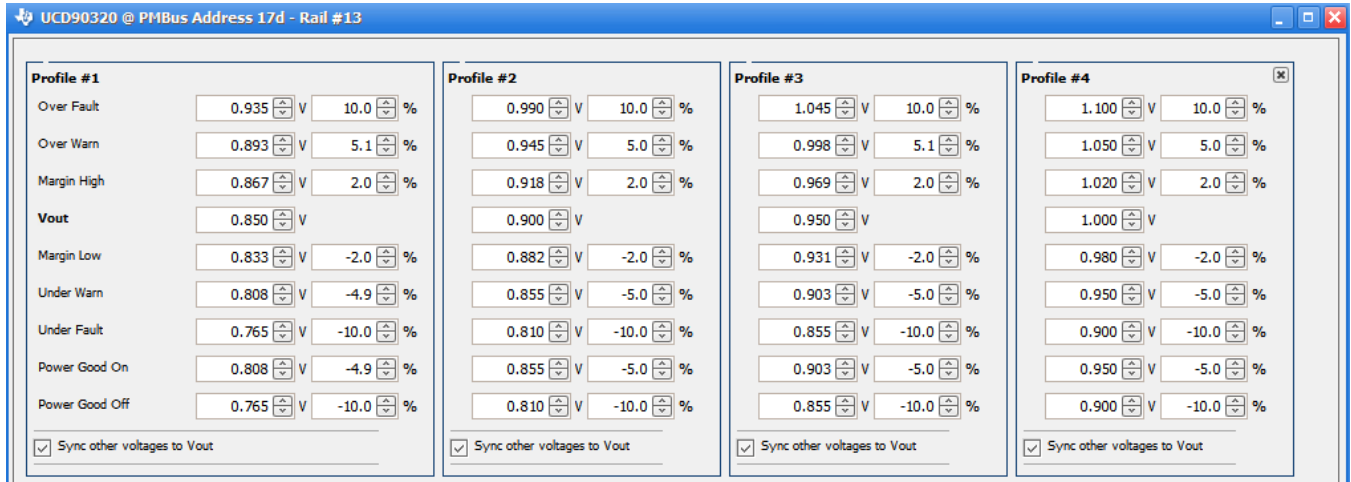 UCD90320 @ PMBus Address 17d - Rail #13
Profile #1 Profile #2 Profile #3 Profile #4
Over Fault 0.935 V 10.0 % 0.990 V 10.0 % 1.045 V 10.0 % 1.100 V 10.0 %
Over Warn 0.893 V 5.1 % 0.945 V 5.0 % 0.998 V 5.1 % 1.050 V 5.0 %
Margin High 0.867 V 2.0 % 0.918 V 2.0 % 0.969 V 2.0 % 1.020 V 2.0 %
Vout 0.850 V 0.900 V 0.950 V 1.000 V
Margin Low 0.833 V -2.0 % 0.882 V -2.0 % 0.931 V -2.0 % 0.980 V -2.0 %
Under Warn 0.808 V -4.9 % 0.855 V -5.0 % 0.903 V -5.0 % 0.950 V -5.0 %
Under Fault 0.765 V -10.0 % 0.810 V -10.0 % 0.855 V -10.0 % 0.900 V -10.0 %
Power Good On 0.808 V -4.9 % 0.855 V -5.0 % 0.903 V -5.0 % 0.950 V -5.0 %
Power Good Off 0.765 V -10.0 % 0.810 V -10.0 % 0.855 V -10.0 % 0.900 V -10.0 %
Sync other voltages to Vout Sync other voltages to Vout Sync other voltages to Vout Sync other voltages to Vout